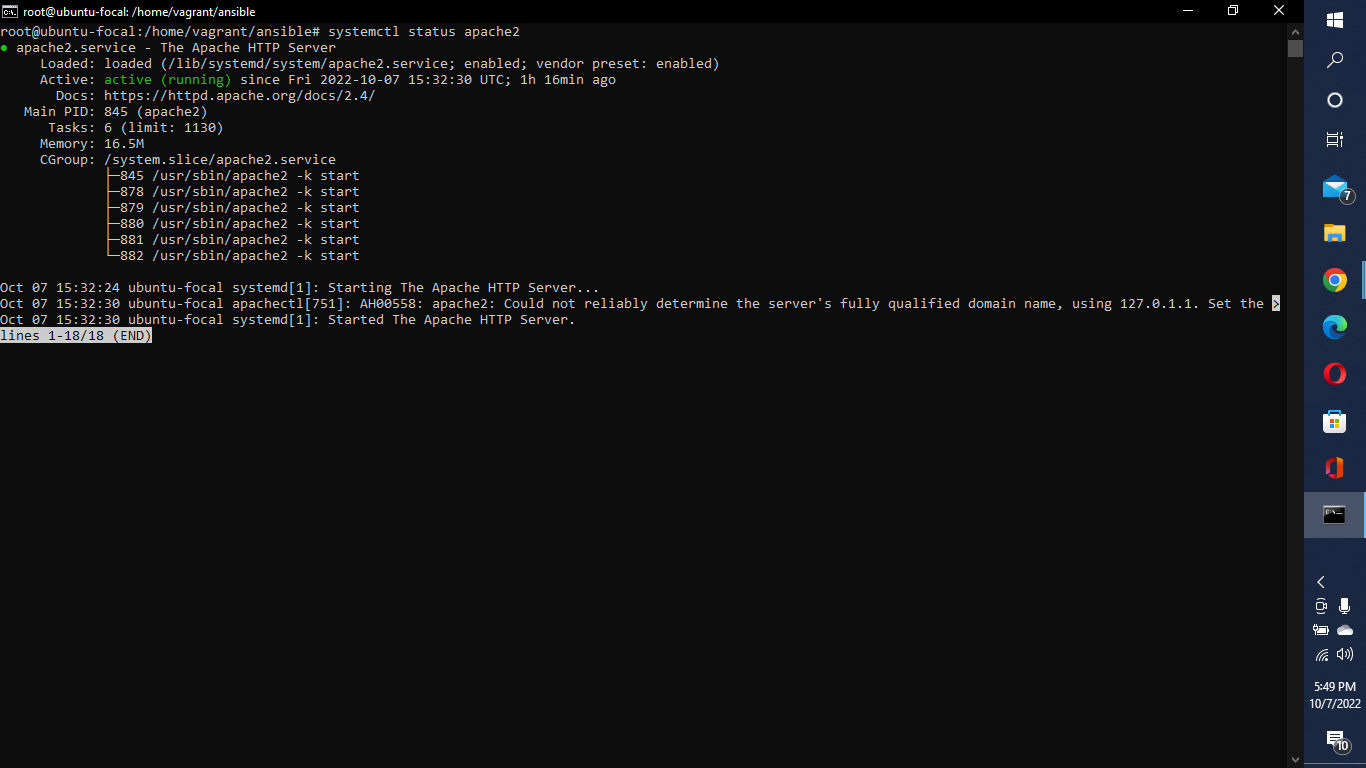 root@ubuntu-focal: /home/vagrant/ansible
root@ubuntu-focal:/home/vagrant/ansible# systemctl status apache2
● apache2.service - The Apache HTTP Server
Loaded: loaded (/lib/systemd/system/apache2.service; enabled; vendor preset: enabled)
Active: active (running) since Fri 2022-10-07 15:32:30 UTC; 1h 16min ago
Docs: https://httpd.apache.org/docs/2.4/
Main PID: 845 (apache2)
Tasks: 6 (limit: 1130)
Memory: 16.5M
CGroup: /system.slice/apache2.service
├─845 /usr/sbin/apache2 -k start
├─878 /usr/sbin/apache2 -k start
├─879 /usr/sbin/apache2 -k start
├─880 /usr/sbin/apache2 -k start
├─881 /usr/sbin/apache2 -k start
└─882 /usr/sbin/apache2 -k start
Oct 07 15:32:24 ubuntu-focal systemd[1]: Starting The Apache HTTP Server...
Oct 07 15:32:30 ubuntu-focal apachectl[751]: AH00558: apache2: Could not reliably determine the server's fully qualified domain name, using 127.0.1.1. Set the >
Oct 07 15:32:30 ubuntu-focal systemd[1]: Started The Apache HTTP Server.
lines 1-18/18 (END)
7
5:49 PM
10/7/2022
10